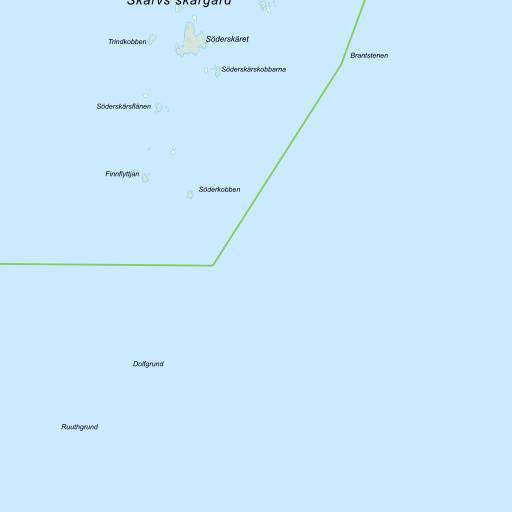 Skarvs skärgård
Söderskäret
Trindkobben
Brantstenen
Söderskärskobbarna
Söderskärsflänen
Finnflyttjan
Söderkobben
Dolfgrund
Ruuthgrund